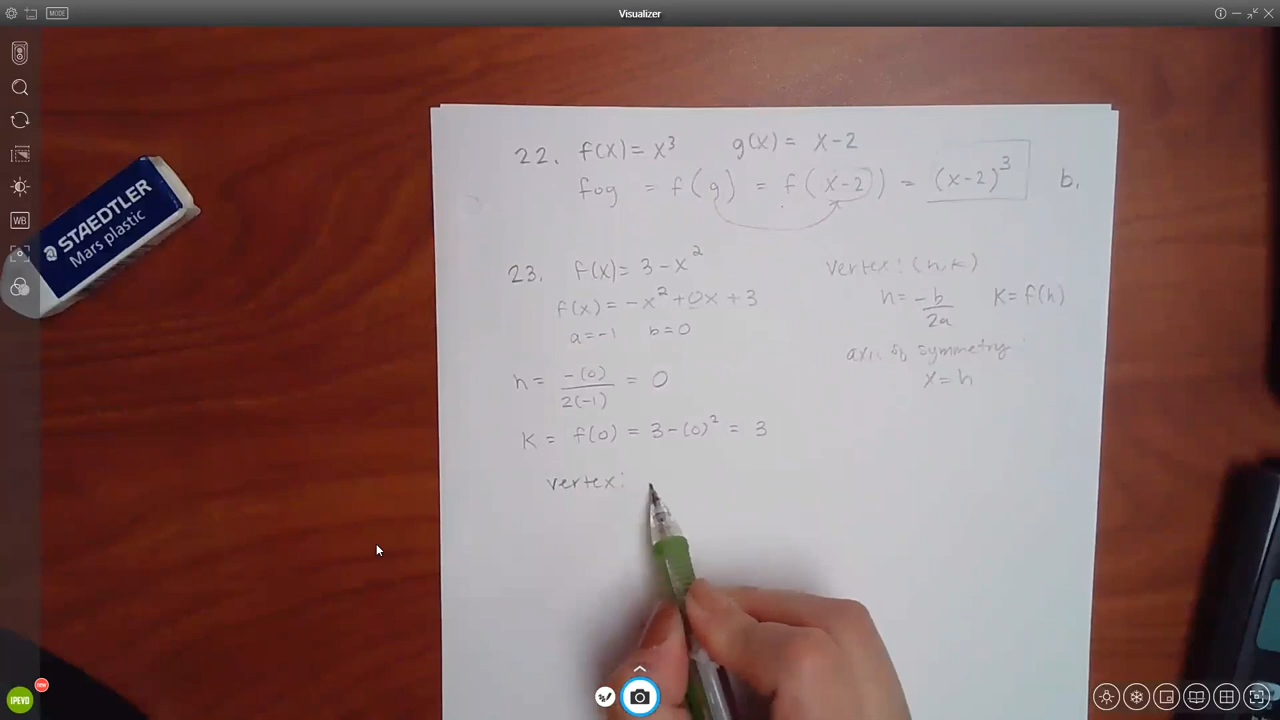 MODE
Visualizer
WB
STAEDTLER
Mars plastic
22. f(x) = x³ g(x) = x-2
fog = f(g) = f(x-2)) = (x-2)³ b.
23. f(x) = 3-x²
f(x) = -x²+0x+3
a=-1 b=0
h = -(0)/2(-1) = 0
K = f(0) = 3-(0)² = 3
vertex:
vertex: (h,k)
h = -b/2a K=f(h)
axis of symmetry:
x=h
IPEVO